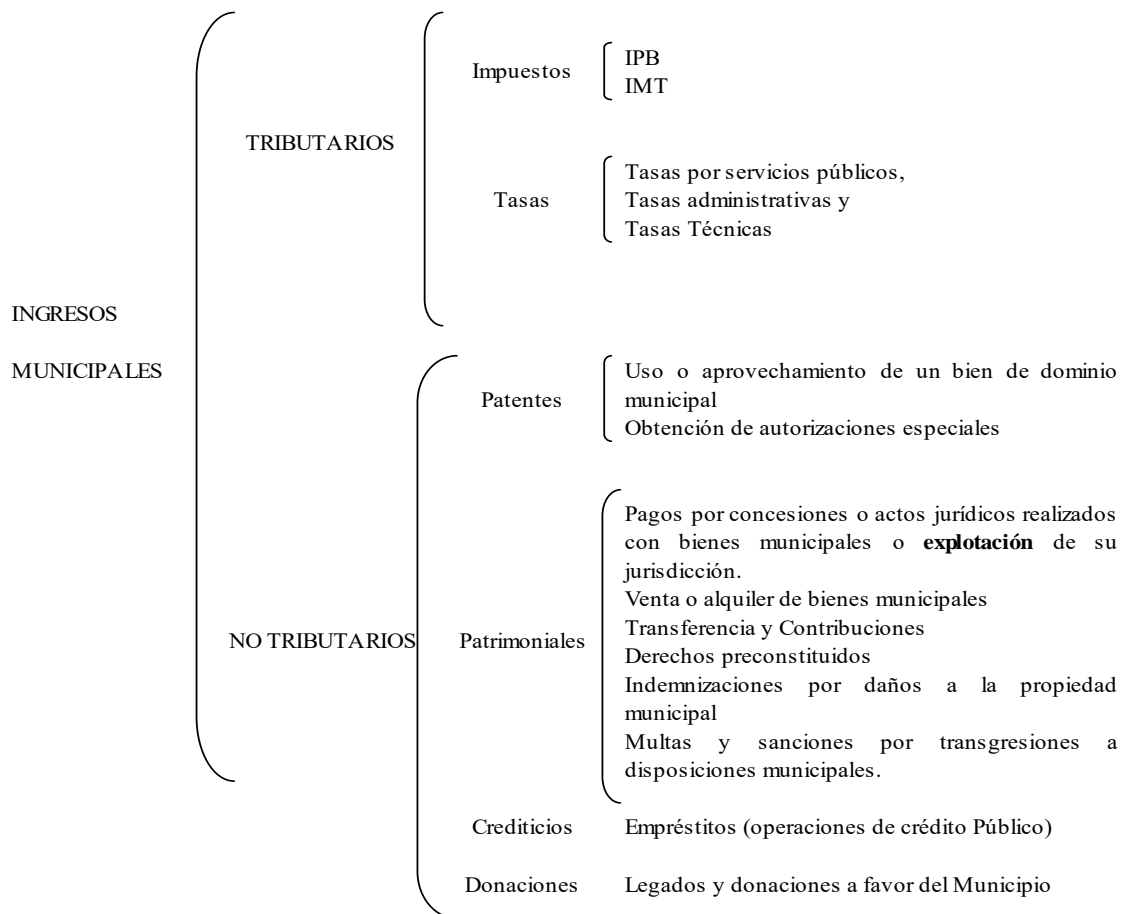 Impuestos
IPB
IMT
TRIBUTARIOS
Tasas
Tasas por servicios públicos,
Tasas administrativas y
Tasas Técnicas
INGRESOS
MUNICIPALES
Patentes
Uso o aprovechamiento de un bien de dominio
municipal
Obtención de autorizaciones especiales
NO TRIBUTARIOS
Patrimoniales
Pagos por concesiones o actos jurídicos realizados
con bienes municipales o explotación de su
jurisdicción.
Venta o alquiler de bienes municipales
Transferencia y Contribuciones
Derechos preconstituidos
Indemnizaciones por daños a la propiedad
municipal
Multas y sanciones por transgresiones a
disposiciones municipales.
Crediticios
Empréstitos (operaciones de crédito Público)
Donaciones
Legados y donaciones a favor del Municipio